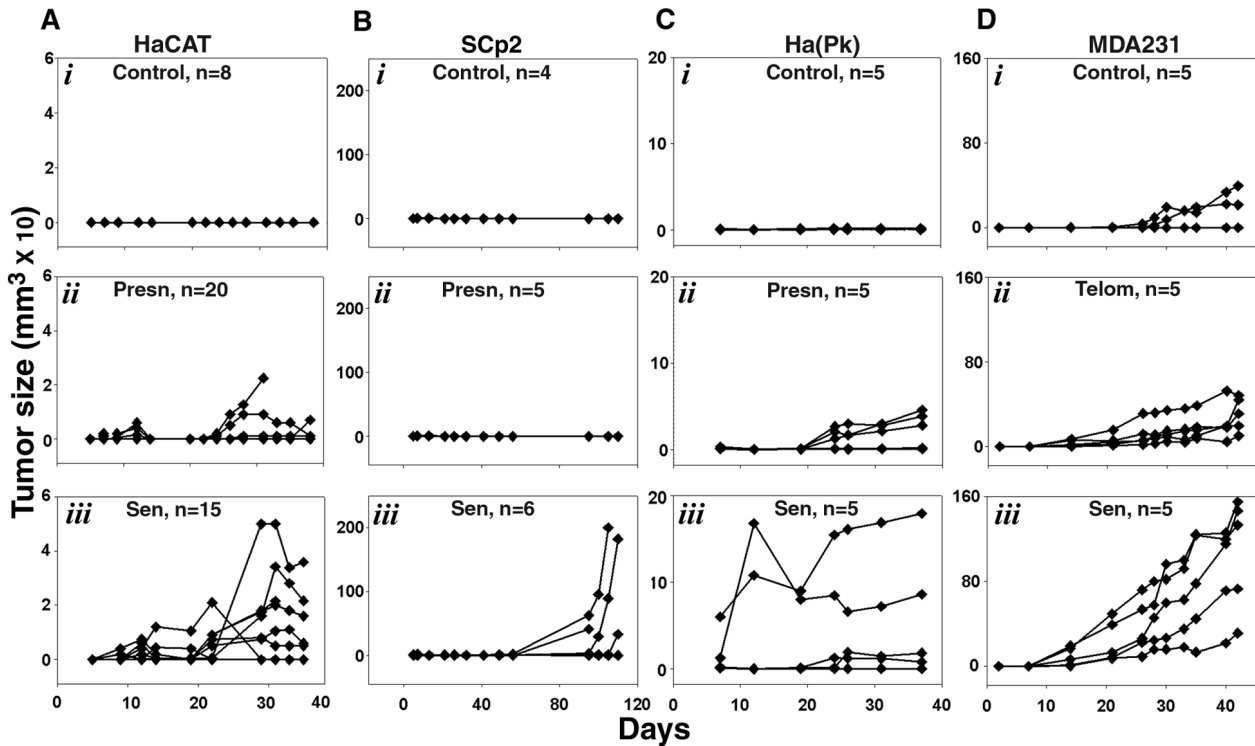 A B C D
HaCAT SCp2 Ha(Pk) MDA231
i Control, n=8
6
4
2
0
i Control, n=4
200
100
0
i Control, n=5
20
10
0
i Control, n=5
160
80
0
ii Presn, n=20
6
4
2
0
ii Presn, n=5
200
100
0
ii Presn, n=5
20
10
0
ii Telom, n=5
160
80
0
iii Sen, n=15
6
4
2
0
0 10 20 30 40
iii Sen, n=6
200
100
0
0 40 60 80 120
iii Sen, n=5
20
10
0
0 10 20 30 40
iii Sen, n=5
160
80
0
0 10 20 30 40
Tumor size (mm³ x 10)
Days